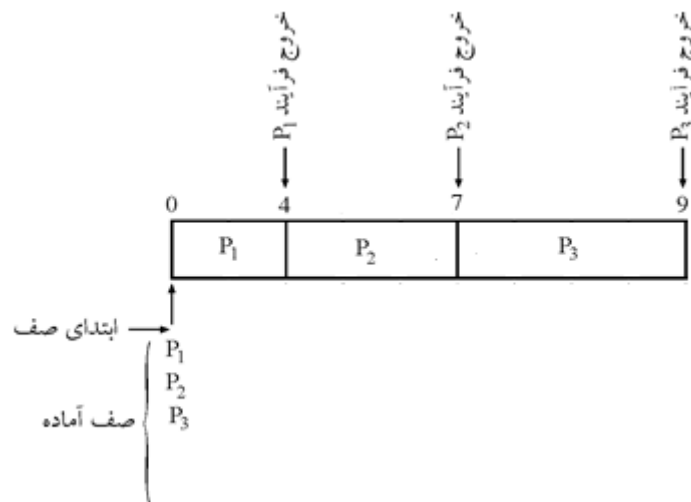 خروج فرآیند P1
خروج فرآیند P2
خروج فرآیند P3
0 4 7 9
P1 P2 P3
ابتدای صف
P1
P2
P3
صف آماده